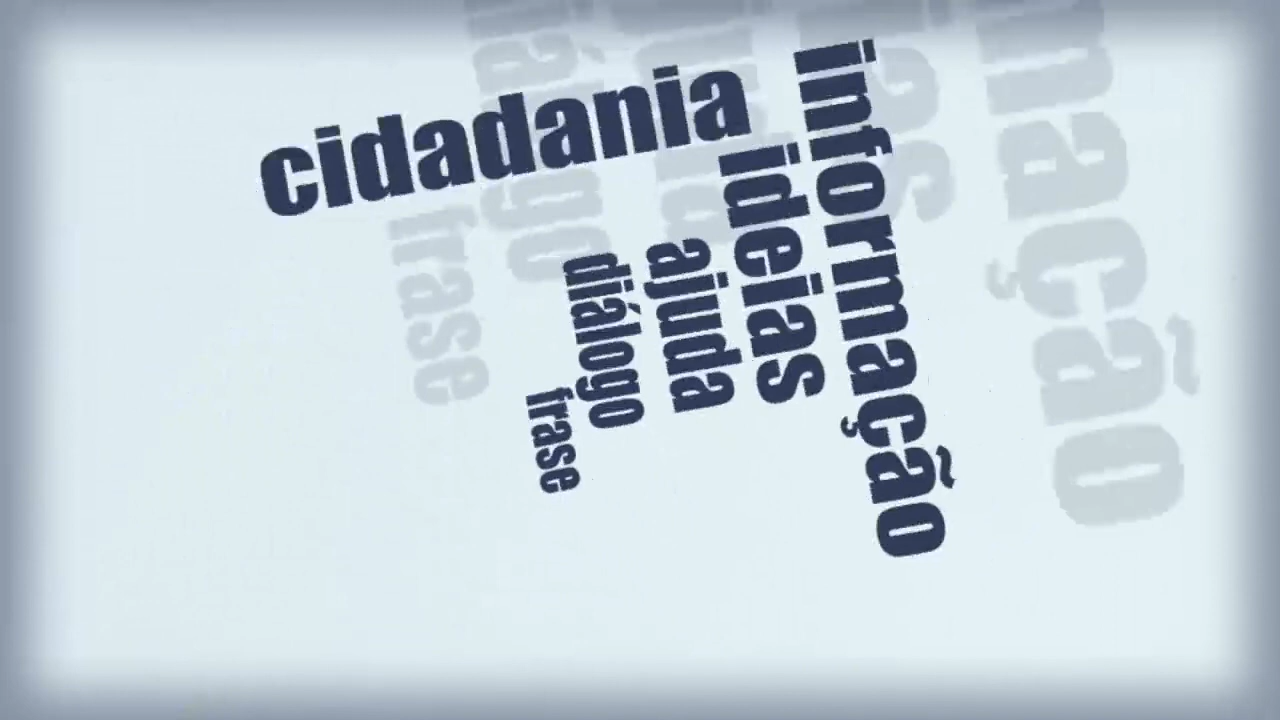 cidadania
informação
ideias
ajuda
diálogo
frase